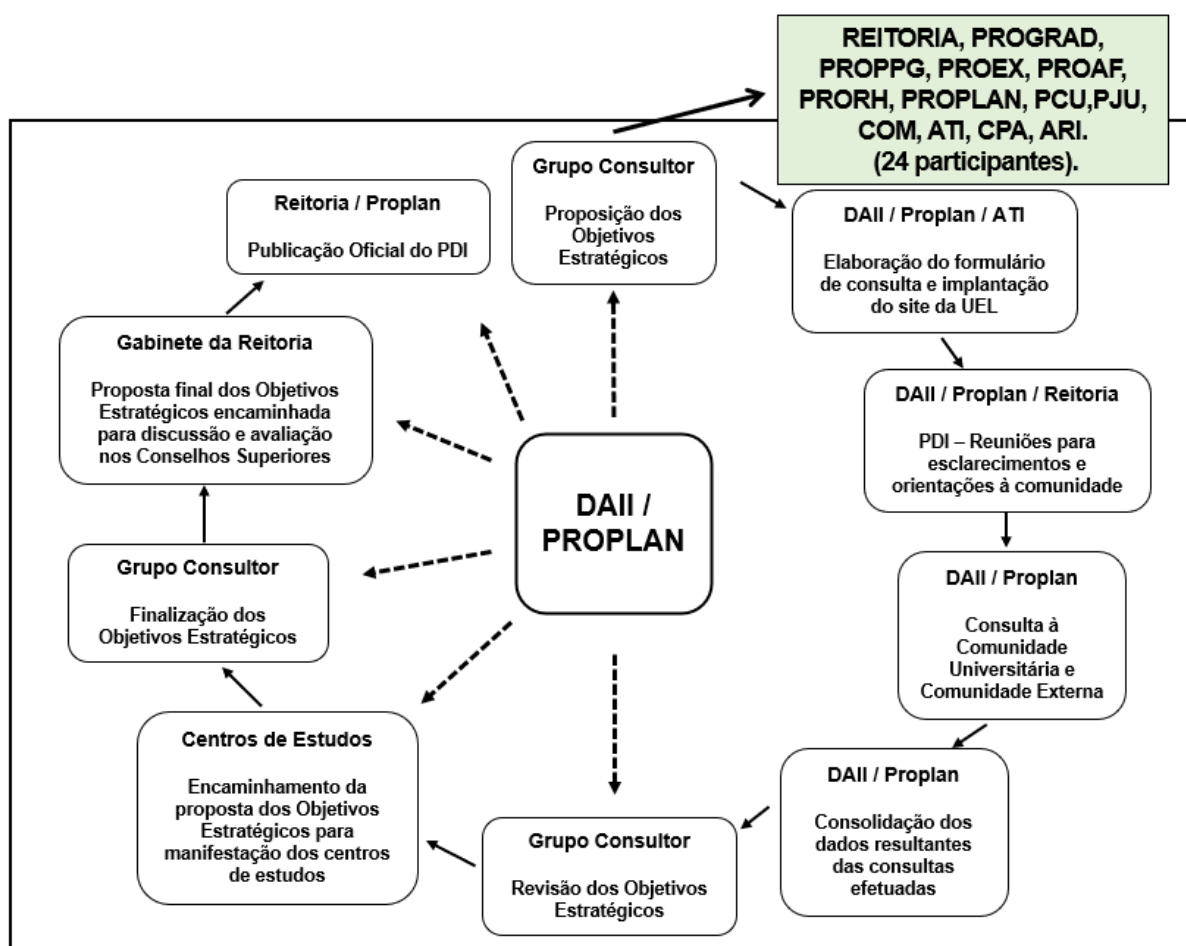 REITORIA, PROGRAD,
PROPPG, PROEX, PROAF,
PRORH, PROPLAN, PCU,PJU,
COM, ATI, CPA, ARI.
(24 participantes).
Grupo Consultor
Proposição dos
Objetivos
Estratégicos
DAII / Proplan / ATI
Elaboração do formulário
de consulta e implantação
do site da UEL
DAII / Proplan / Reitoria
PDI – Reuniões para
esclarecimentos e
orientações à comunidade
DAII / Proplan
Consulta à
Comunidade
Universitária e
Comunidade Externa
DAII / Proplan
Consolidação dos
dados resultantes
das consultas
efetuadas
Grupo Consultor
Revisão dos Objetivos
Estratégicos
Centros de Estudos
Encaminhamento da
proposta dos Objetivos
Estratégicos para
manifestação dos centros
de estudos
Grupo Consultor
Finalização dos
Objetivos Estratégicos
Gabinete da Reitoria
Proposta final dos Objetivos
Estratégicos encaminhada
para discussão e avaliação
nos Conselhos Superiores
Reitoria / Proplan
Publicação Oficial do PDI
DAII /
PROPLAN